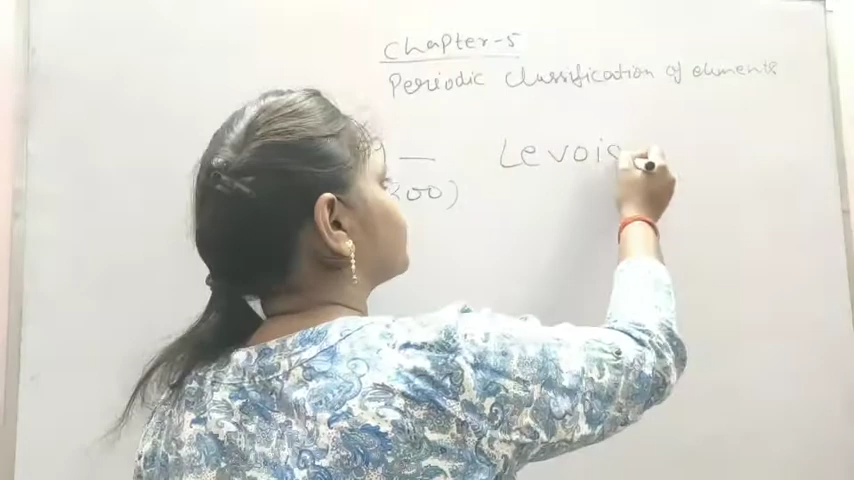 Chapter-5
Periodic classification of elements
— Levois
200)